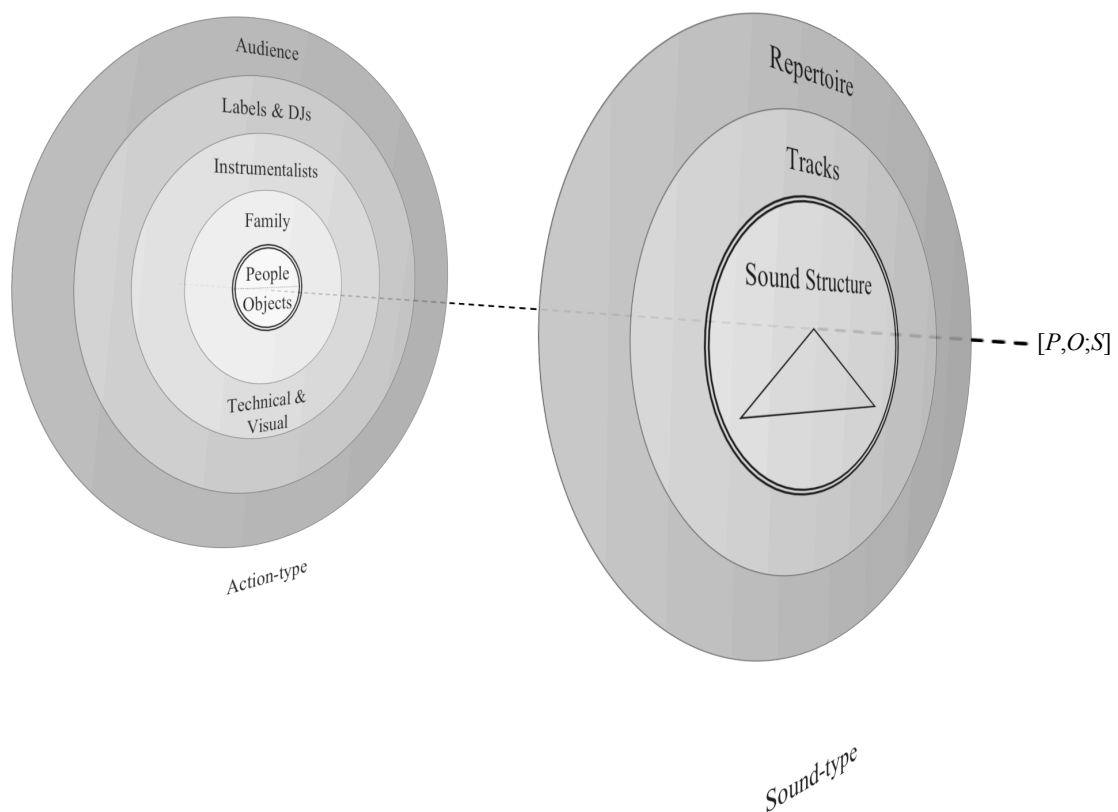 Audience
Labels & DJs
Instrumentalists
Family
People
Objects
Technical &
Visual
Action-type
Repertoire
Tracks
Sound Structure
[P,O;S]
Sound-type